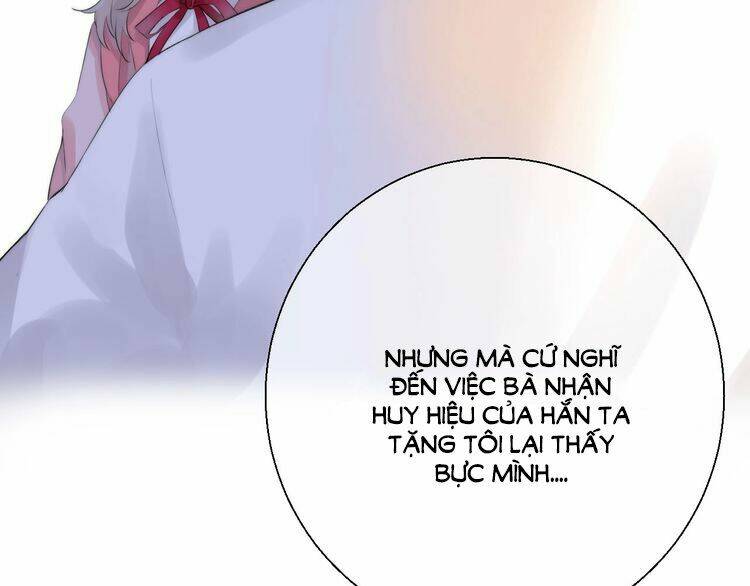 NHƯNG MÀ CỨ NGHĨ
ĐẾN VIỆC BÀ NHẬN
HUY HIỆU CỦA HẮN TA
TẶNG TÔI LẠI THẤY
BỰC MÌNH....